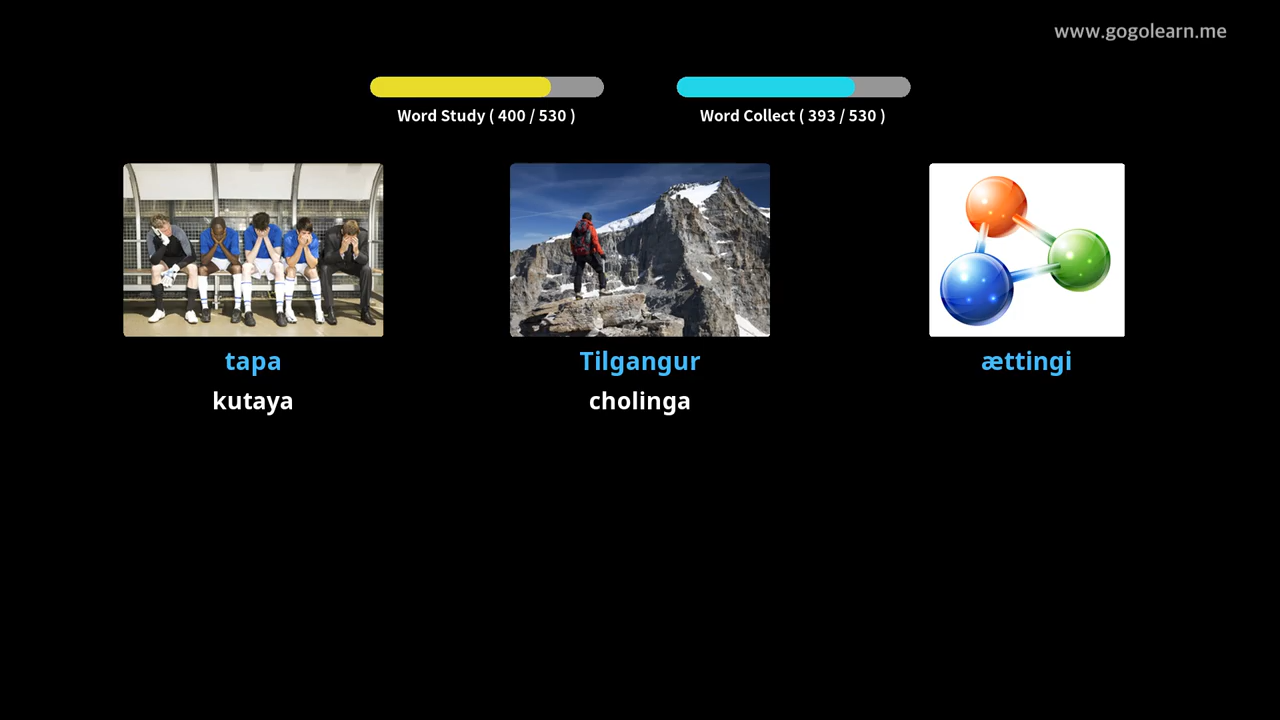 www.gogolearn.me
Word Study ( 400 / 530 )
Word Collect ( 393 / 530 )
tapa
Tilgangur
ættingi
kutaya
cholinga